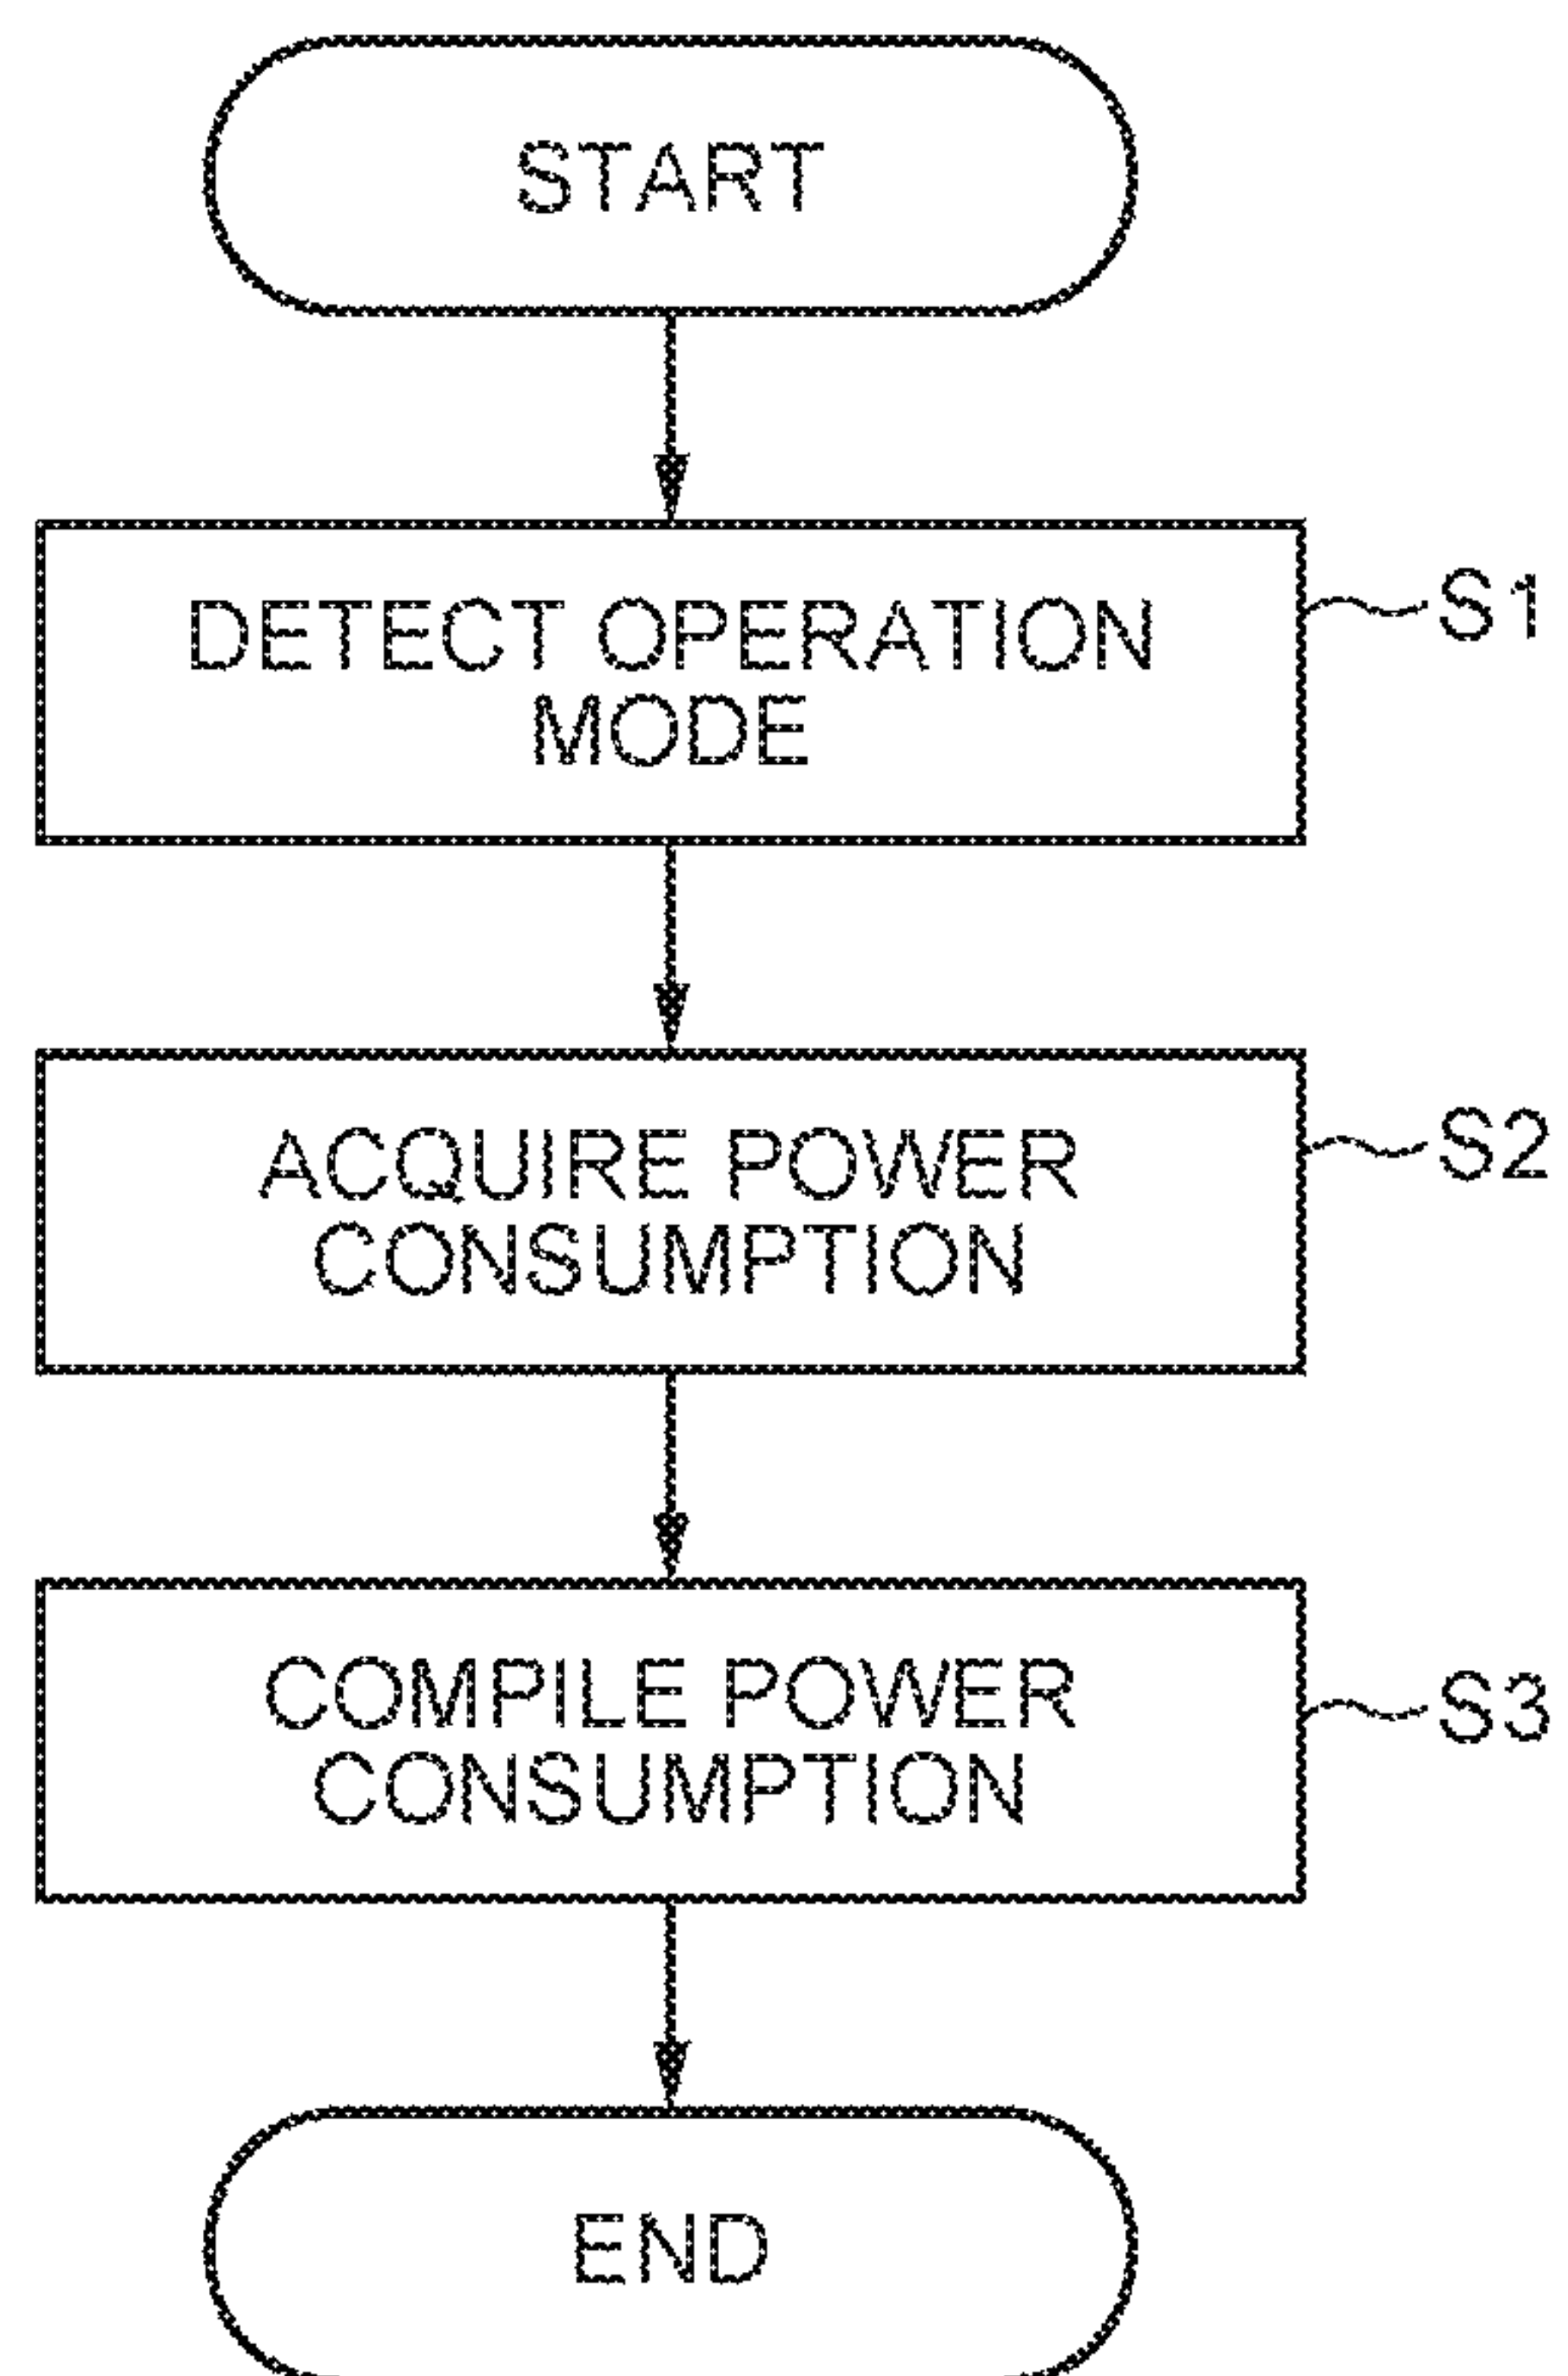 START
DETECT OPERATION
MODE
S1
ACQUIRE POWER
CONSUMPTION
S2
COMPILE POWER
CONSUMPTION
S3
END